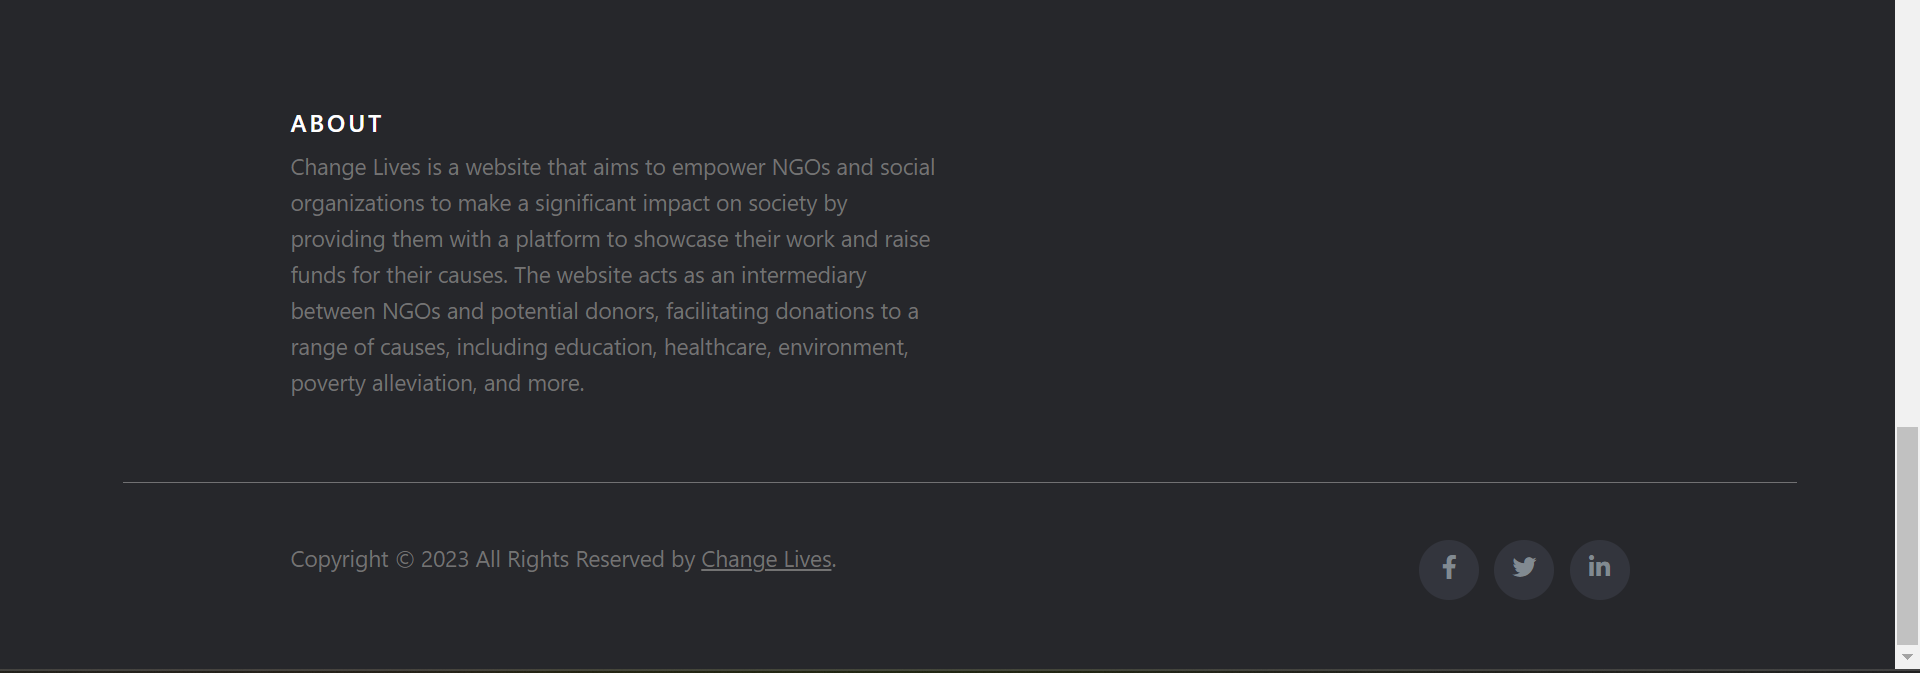 ABOUT
Change Lives is a website that aims to empower NGOs and social
organizations to make a significant impact on society by
providing them with a platform to showcase their work and raise
funds for their causes. The website acts as an intermediary
between NGOs and potential donors, facilitating donations to a
range of causes, including education, healthcare, environment,
poverty alleviation, and more.
Copyright © 2023 All Rights Reserved by Change Lives.